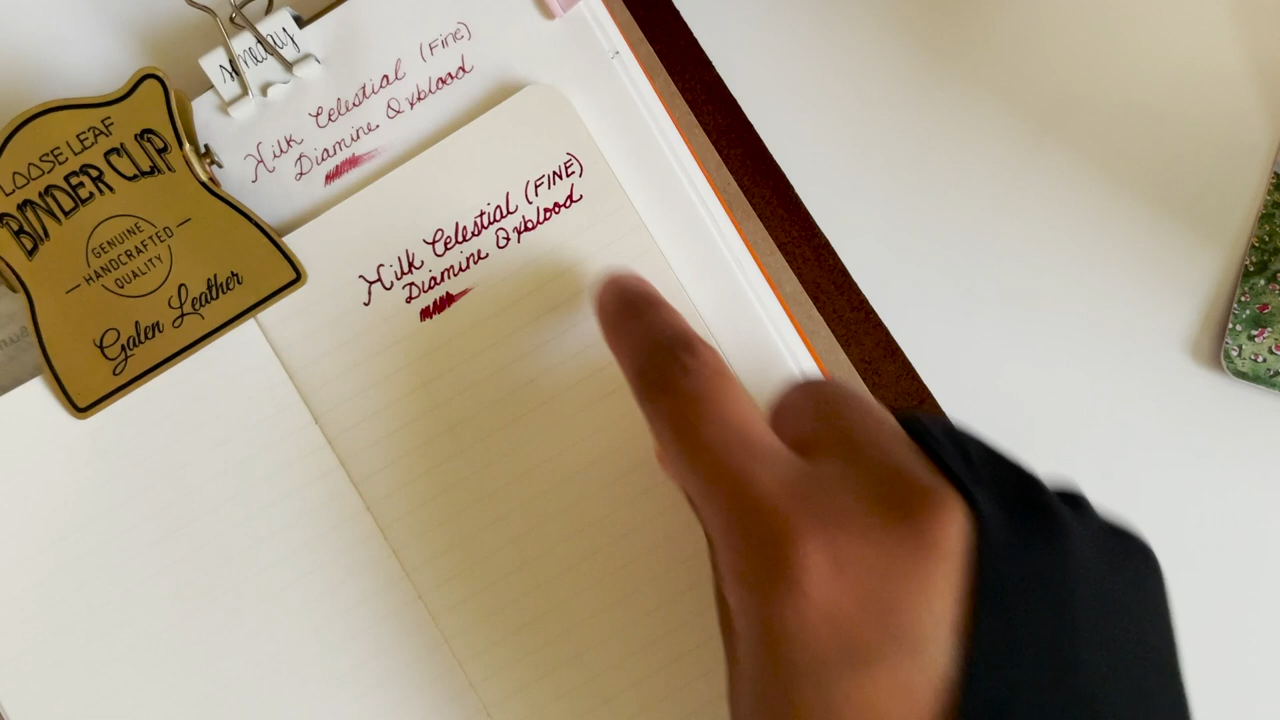 someday
Hilk Celestial (Fine)
Diamine Oxblood
LOOSE LEAF
BINDER CLIP
GENUINE
HANDCRAFTED
QUALITY
Galen Leather
Hilk Celestial (FINE)
Diamine Oxblood